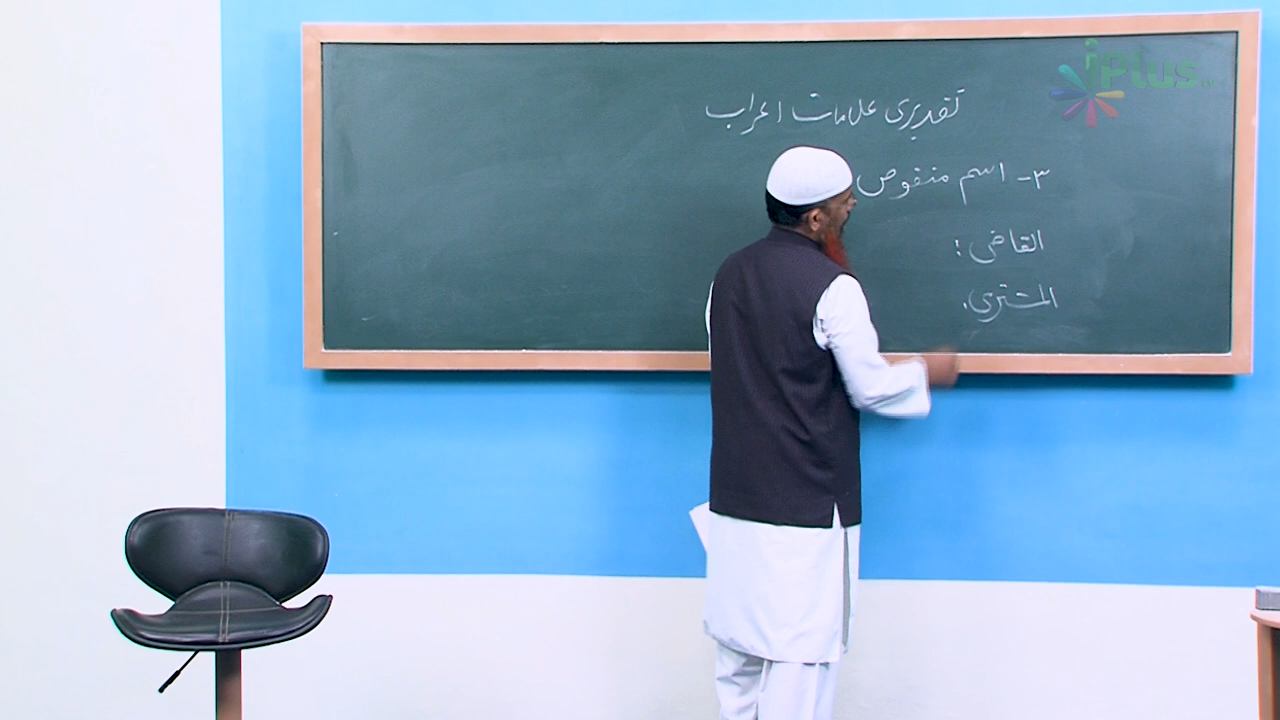 iPlus
تقدیری علامات اعراب
۳- اسم منقوص
القاضی؛
المشتری.